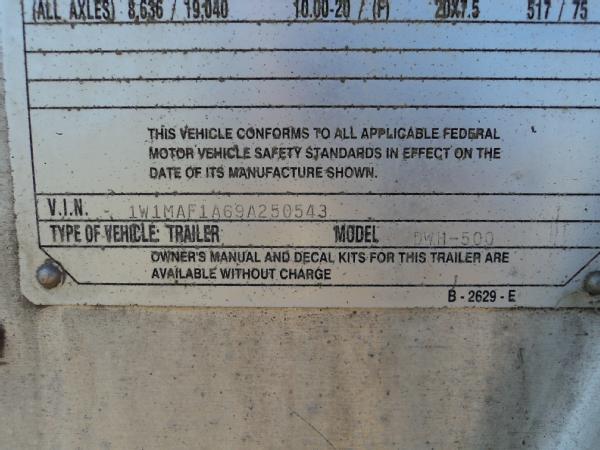 (ALL AXLES) 8,636 / 19,040 10.00-20 / (F) 20X7.5 517 / 75
THIS VEHICLE CONFORMS TO ALL APPLICABLE FEDERAL
MOTOR VEHICLE SAFETY STANDARDS IN EFFECT ON THE
DATE OF ITS MANUFACTURE SHOWN.
V.I.N. 1W1MAF1A69A250543
TYPE OF VEHICLE: TRAILER MODEL DWH-500
OWNER'S MANUAL AND DECAL KITS FOR THIS TRAILER ARE
AVAILABLE WITHOUT CHARGE
B - 2629 - E